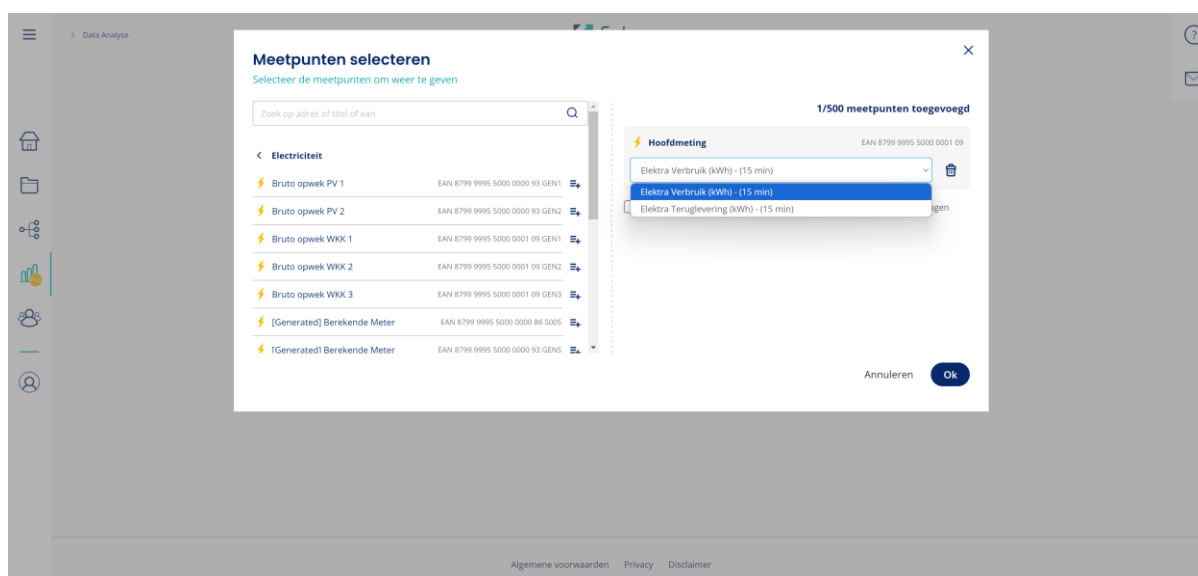 Data Analyse
Meetpunten selecteren
Selecteer de meetpunten om weer te geven
Zoek op adres of titel of ean
Electriciteit
Bruto opwek PV 1 EAN 8799 9995 5000 0000 93 GEN1
Bruto opwek PV 2 EAN 8799 9995 5000 0000 93 GEN2
Bruto opwek WKK 1 EAN 8799 9995 5000 0001 09 GEN1
Bruto opwek WKK 2 EAN 8799 9995 5000 0001 09 GEN2
Bruto opwek WKK 3 EAN 8799 9995 5000 0001 09 GEN3
[Generated] Berekende Meter EAN 8799 9995 5000 0000 86 S005
[Generated] Berekende Meter EAN 8799 9995 5000 0000 93 GENS
1/500 meetpunten toegevoegd
Hoofdmeting EAN 8799 9995 5000 0001 09
Elektra Verbruik (kWh) - (15 min)
Elektra Verbruik (kWh) - (15 min)
Elektra Teruglevering (kWh) - (15 min)
Annuleren Ok
Algemene voorwaarden Privacy Disclaimer